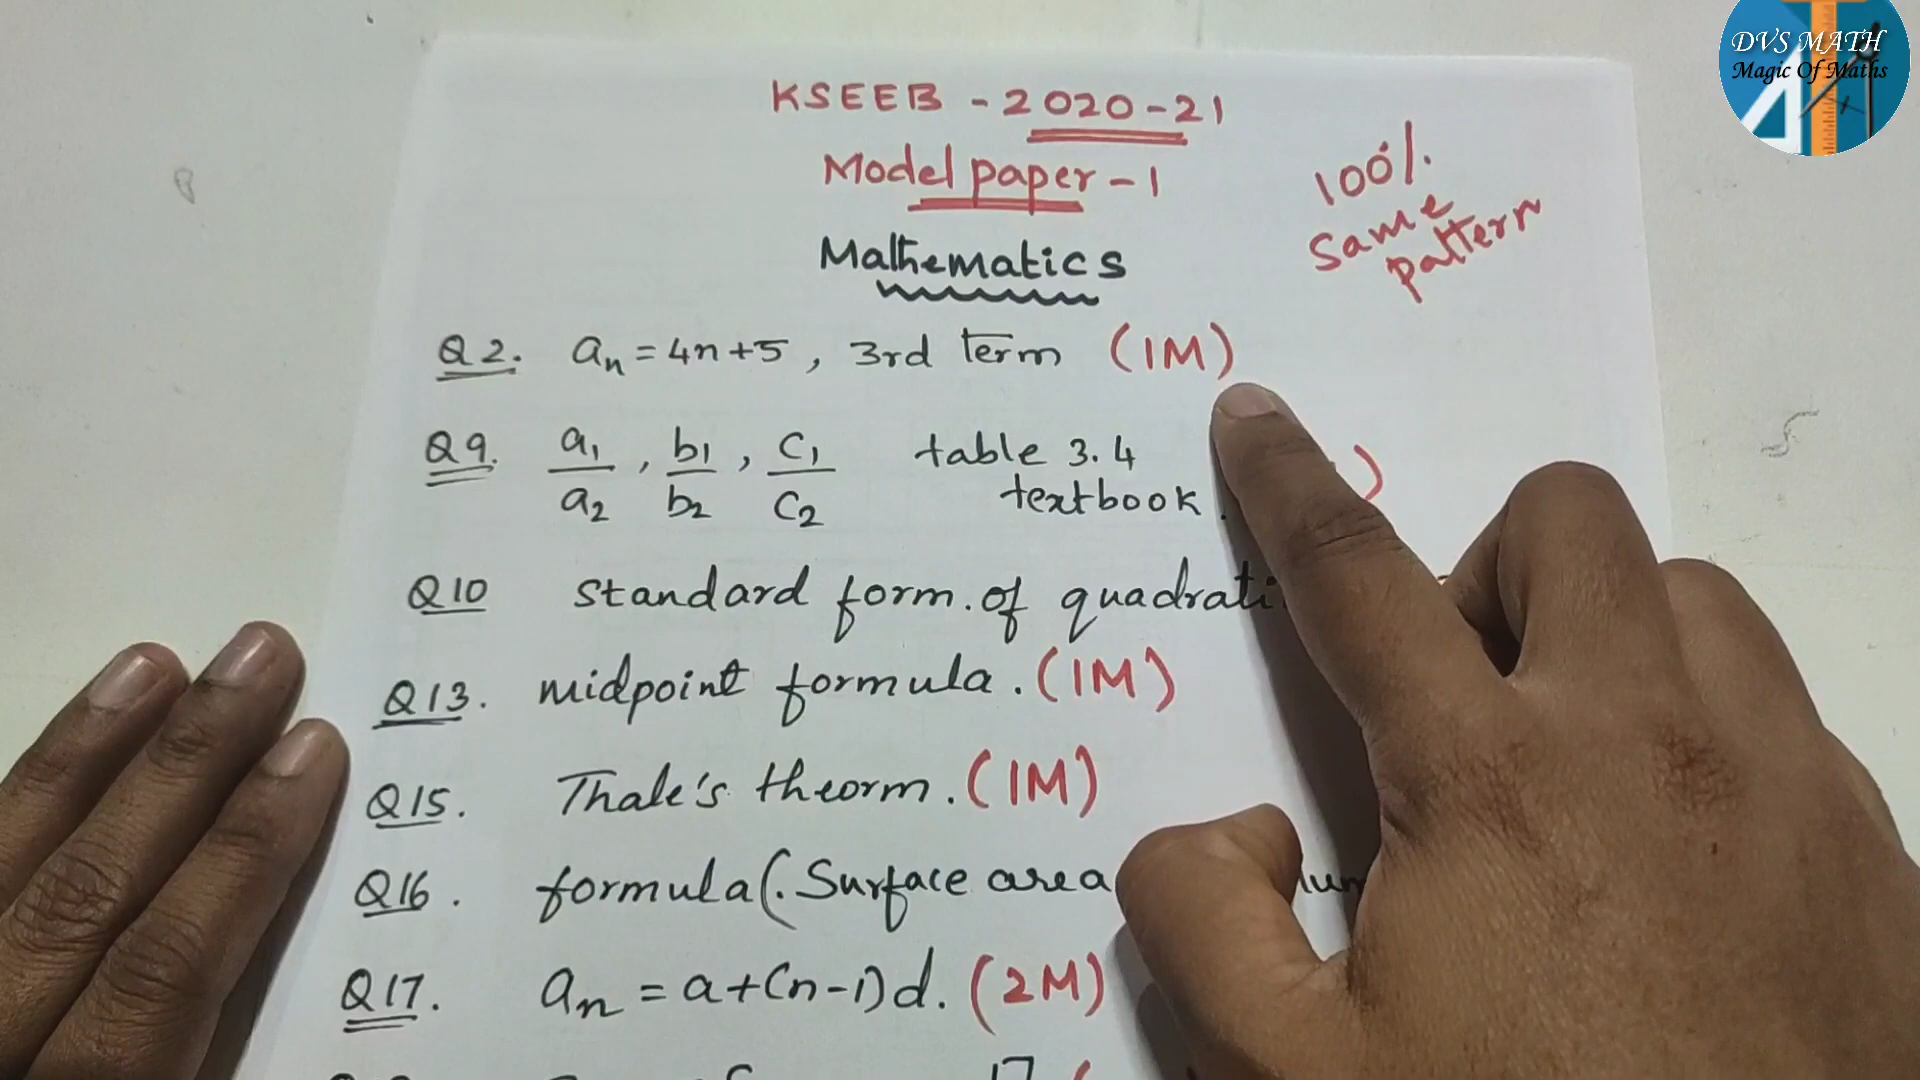 DVS MATH
Magic Of Maths
KSEEB - 2020-21
Model paper - 1
100%
Same
pattern
Mathematics
Q2. aₙ = 4n+5, 3rd term (1M)
Q9. a₁/a₂, b₁/b₂, c₁/c₂ table 3.4
textbook.
Q10 standard form. of
Q13. midpoint formula. (1M)
Q15. Thale's theorm. (1M)
Q16. formula (. Surface area
Q17. aₙ = a+(n-1)d. (2M)
17